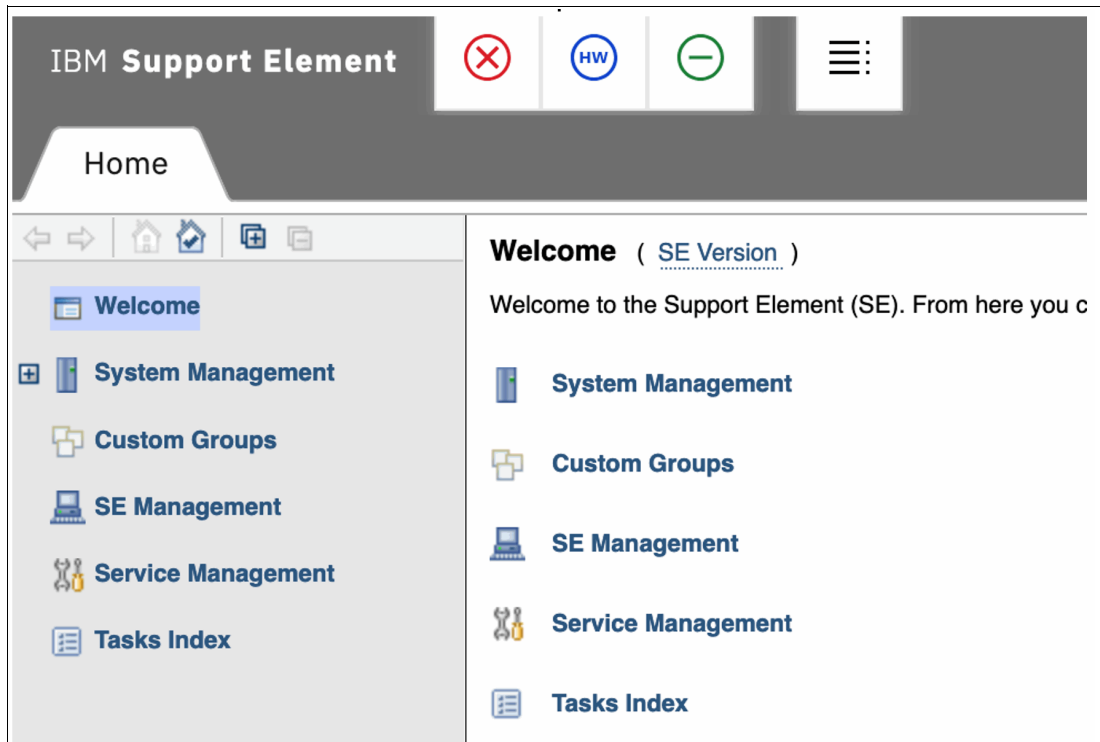 IBM Support Element
HW
Home
Welcome
System Management
Custom Groups
SE Management
Service Management
Tasks Index
Welcome ( SE Version )
Welcome to the Support Element (SE). From here you c
System Management
Custom Groups
SE Management
Service Management
Tasks Index